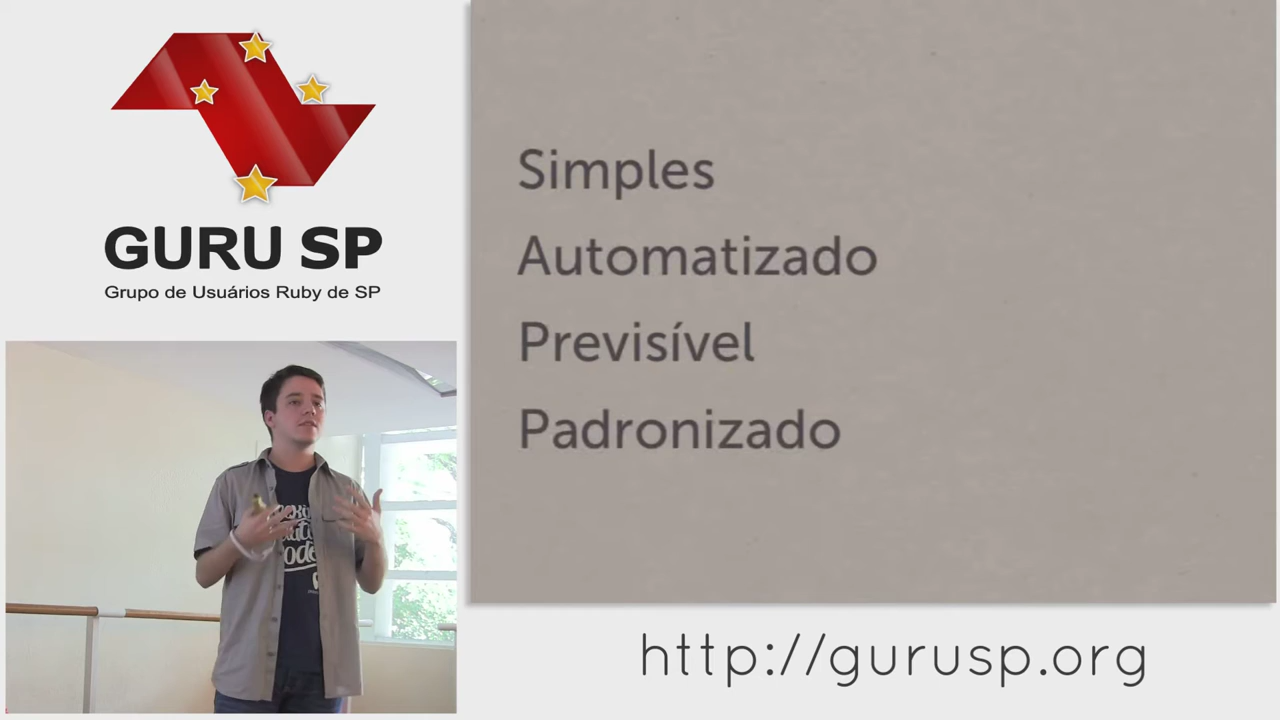 GURU SP
Grupo de Usuários Ruby de SP
Simples
Automatizado
Previsível
Padronizado
http://gurusp.org